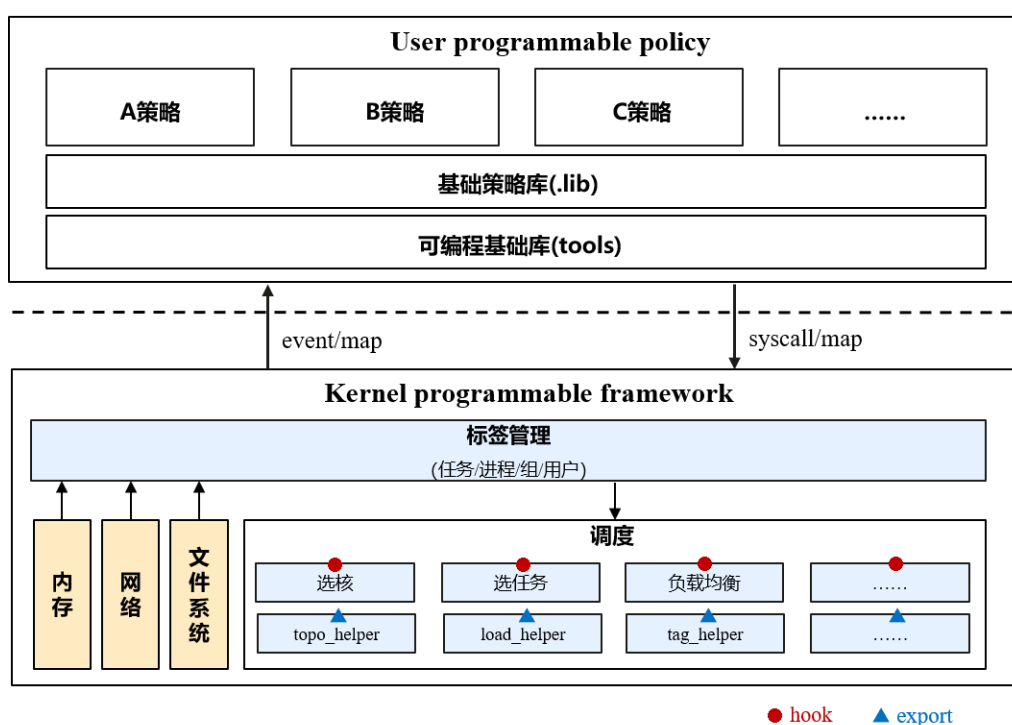 User programmable policy
A策略
B策略
C策略
......
基础策略库(.lib)
可编程基础库(tools)
event/map
syscall/map
Kernel programmable framework
标签管理
(任务/进程/组/用户)
内存
网络
文件系统
调度
选核
选任务
负载均衡
......
topo_helper
load_helper
tag_helper
......
hook
export